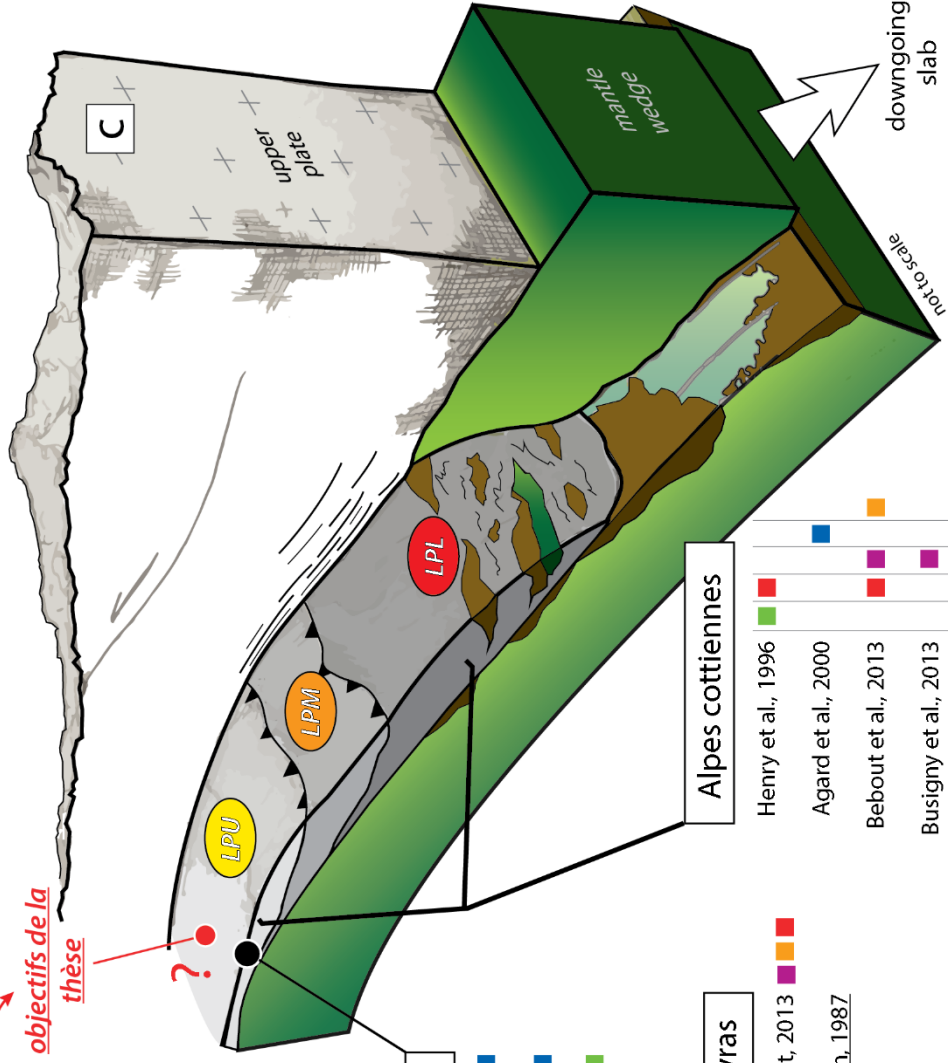 C
upper
plate
mantle
wedge
downgoing
slab
not to scale
objectifs de la
thèse
?
LPU
LPM
LPL
Alpes cottiennes
Henry et al., 1996
Agard et al., 2000
Bebout et al., 2013
Busigny et al., 2013
2013
1987